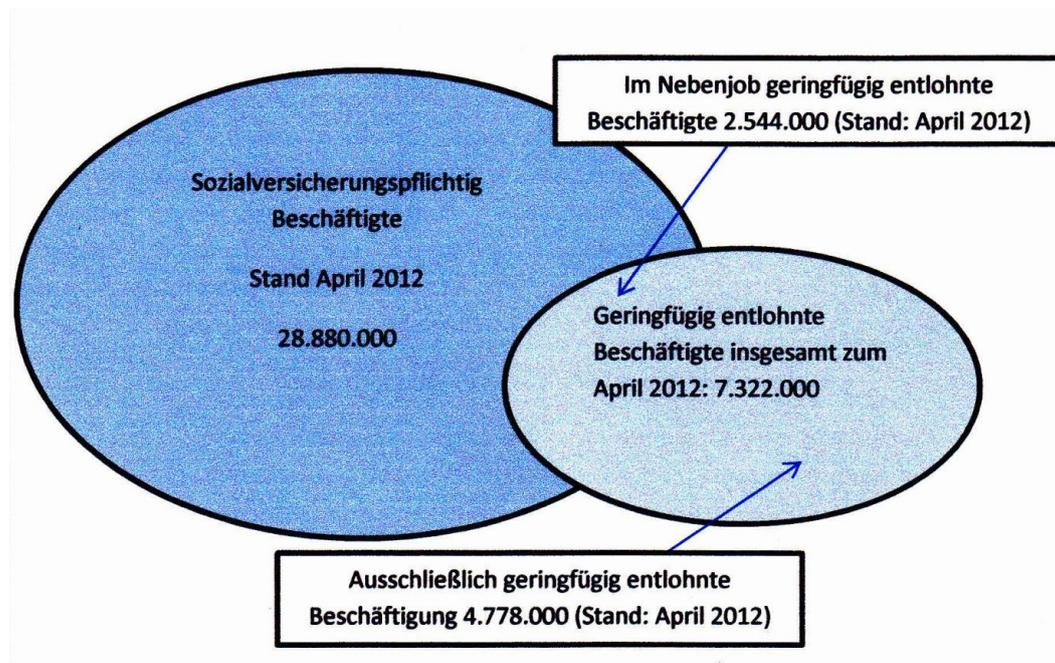 Im Nebenjob geringfügig entlohnte
Beschäftigte 2.544.000 (Stand: April 2012)
Sozialversicherungspflichtig
Beschäftigte
Stand April 2012
28.880.000
Geringfügig entlohnte
Beschäftigte insgesamt zum
April 2012: 7.322.000
Ausschließlich geringfügig entlohnte
Beschäftigung 4.778.000 (Stand: April 2012)